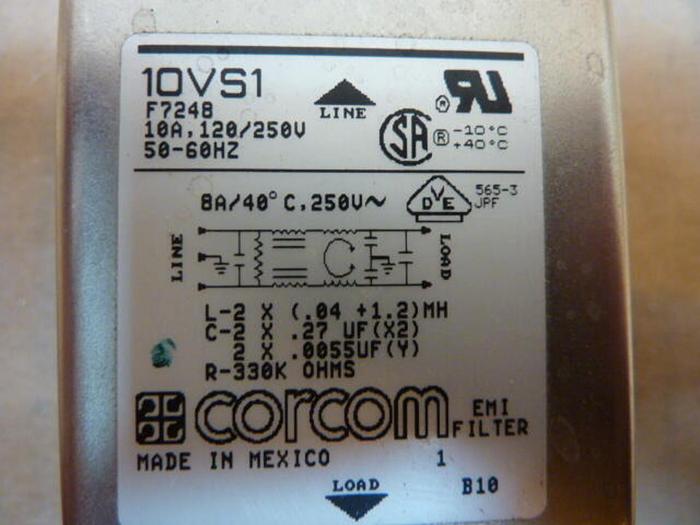 10VS1
F7248
10A, 120/250V
50-60HZ
LINE
SA ®
-10°C
+40°C
8A/40°C, 250V~
VDE
565-3
JPF
LINE
LOAD
L-2 X (.04 +1.2)MH
C-2 X .27 UF(X2)
2 X .0055UF(Y)
R-330K OHMS
corcom EMI
FILTER
MADE IN MEXICO 1
LOAD
B10